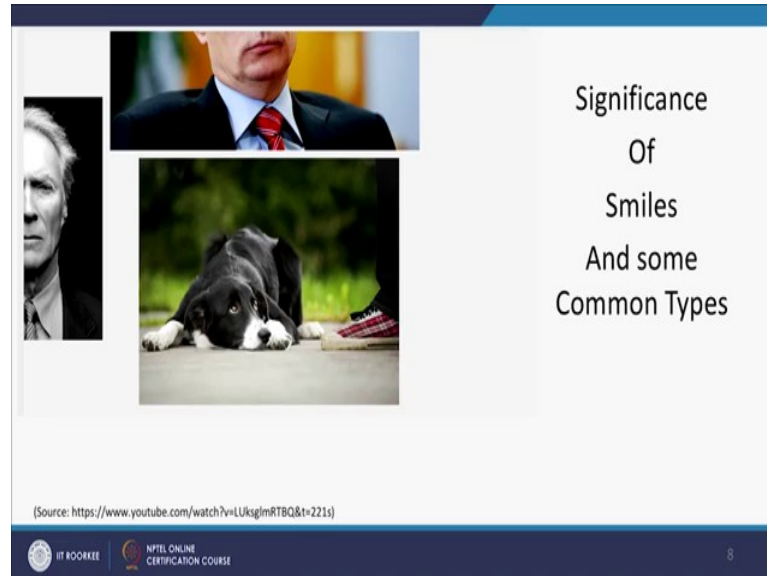 Significance
Of
Smiles
And some
Common Types
(Source: https://www.youtube.com/watch?v=LUksglmRTBQ&t=221s)
IIT ROORKEE
NPTEL ONLINE
CERTIFICATION COURSE
8